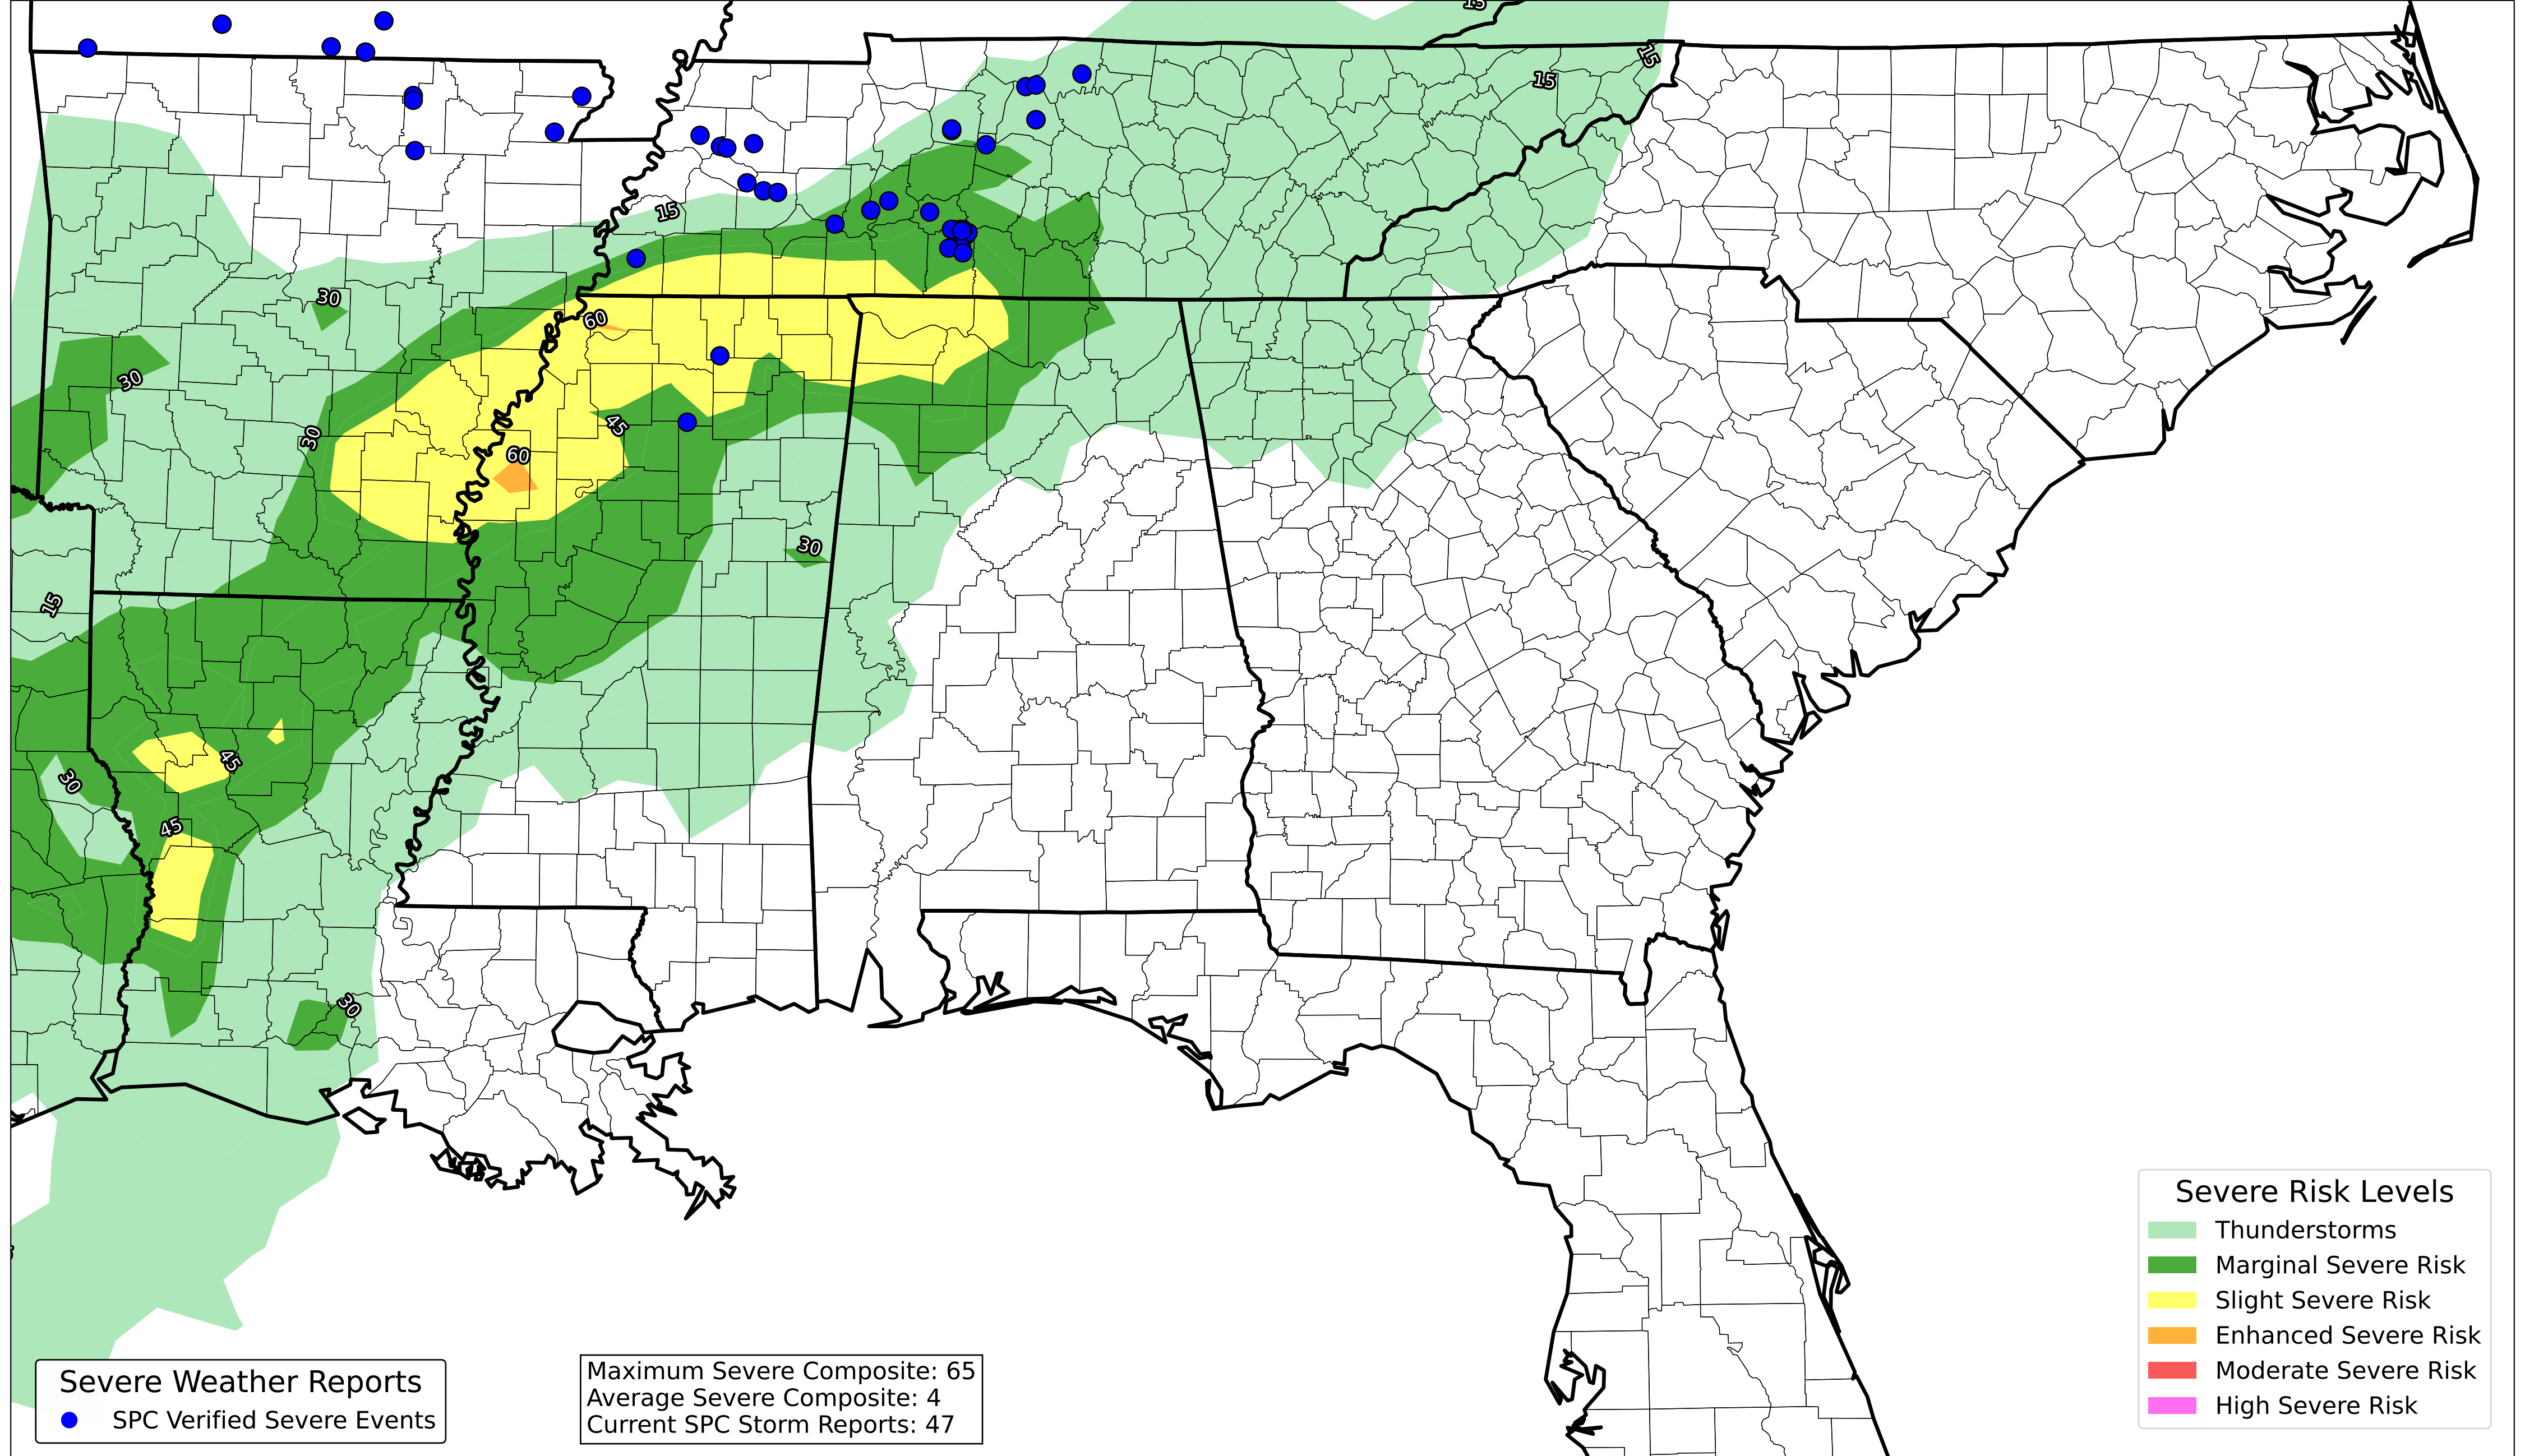 15
15
15
15
30
60
30
45
30
60
30
15
45
30
45
30
Severe Risk Levels
Thunderstorms
Marginal Severe Risk
Slight Severe Risk
Enhanced Severe Risk
Moderate Severe Risk
High Severe Risk
Severe Weather Reports
SPC Verified Severe Events
Maximum Severe Composite: 65
Average Severe Composite: 4
Current SPC Storm Reports: 47